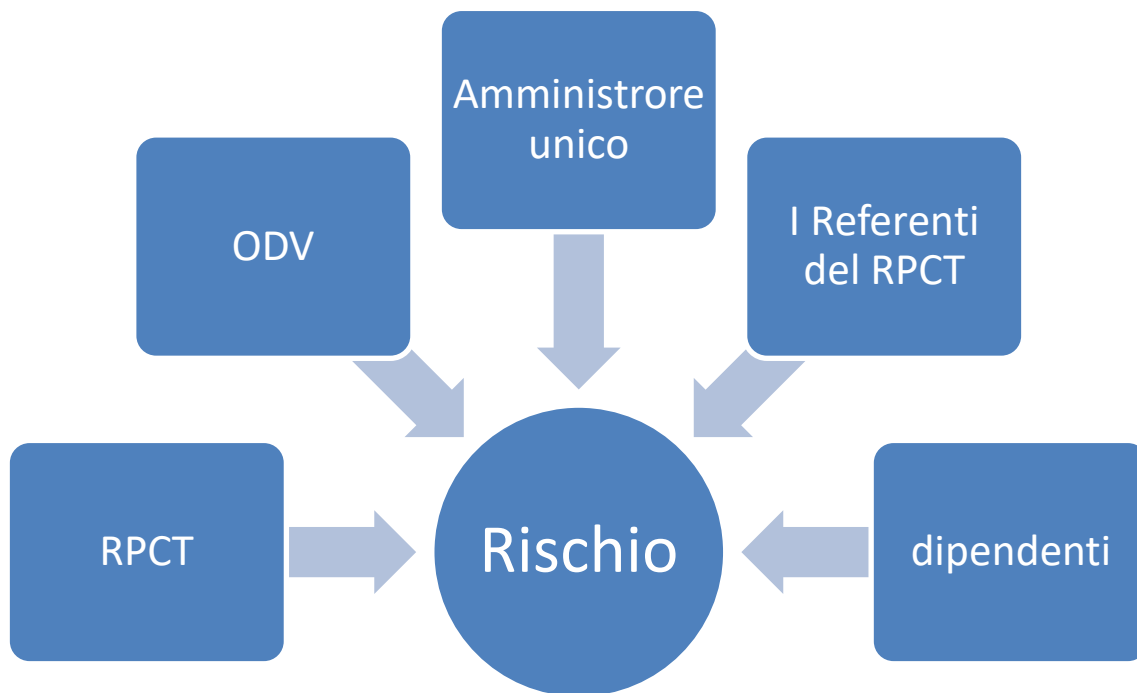 Amministrore
unico
ODV
I Referenti
del RPCT
RPCT
Rischio
dipendenti